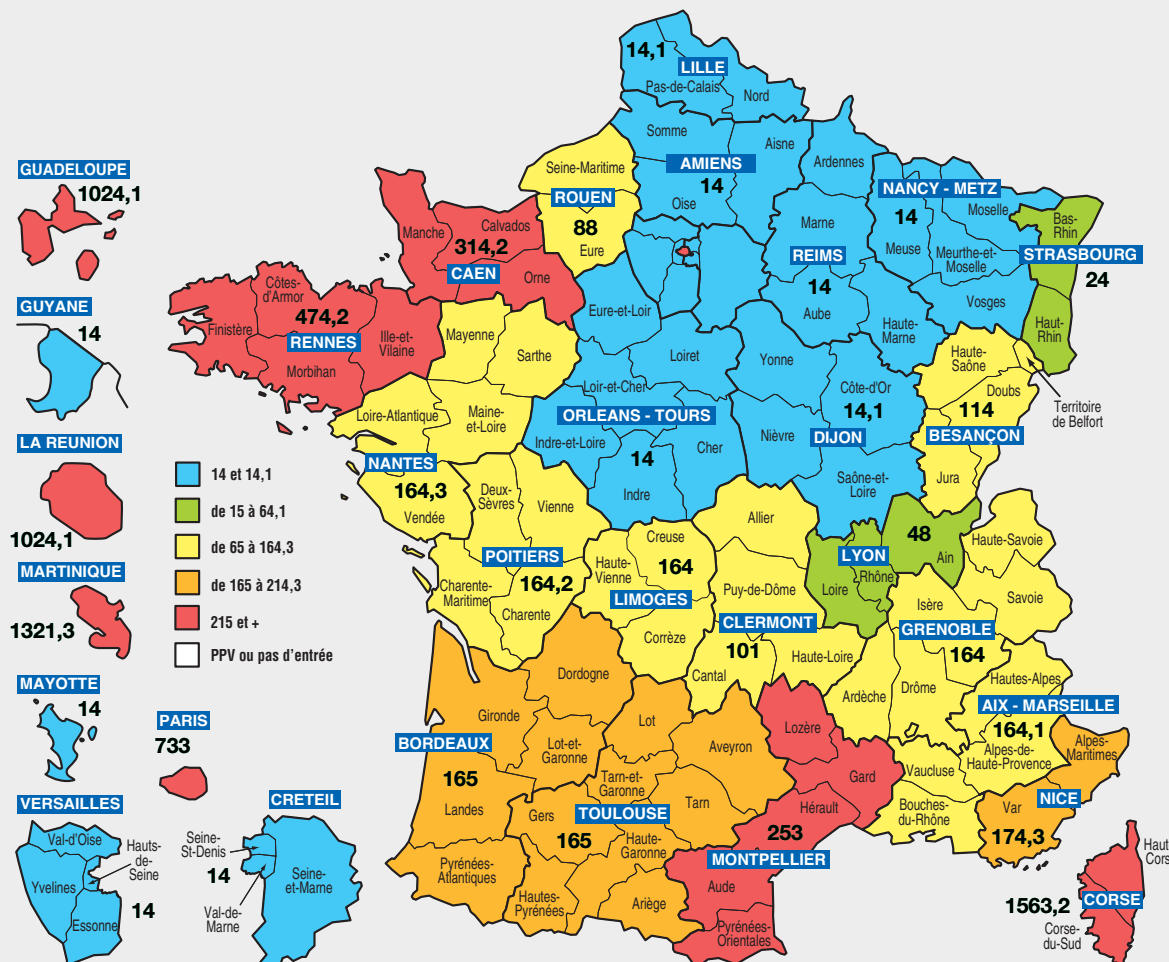 14,1
LILLE
Pas-de-Calais
Nord
Somme
Aisne
AMIENS
14
Oise
Ardennes
Seine-Maritime
ROUEN
88
Eure
NANCY - METZ
14
Moselle
Meuse
Meurthe-et-
Moselle
Vosges
Bas-
Rhin
STRASBOURG
24
Haut-
Rhin
Marne
REIMS
14
Aube
Haute-
Marne
GUADELOUPE
1024,1
GUYANE
14
LA REUNION
1024,1
MARTINIQUE
1321,3
MAYOTTE
14
PARIS
733
Manche
Calvados
314,2
CAEN
Orne
Côtes-
d'Armor
Finistère
474,2
RENNES
Ille-et-
Vilaine
Morbihan
Mayenne
Sarthe
Loire-Atlantique
Maine-
et-Loire
NANTES
164,3
Vendée
Eure-et-Loir
Loiret
Loir-et-Cher
ORLEANS - TOURS
Indre-et-Loire
14
Cher
Indre
Yonne
Côte-d'Or
14,1
Nièvre
DIJON
Saône-et-
Loire
Haute-
Saône
Doubs
114
BESANÇON
Jura
Territoire
de Belfort
14 et 14,1
de 15 à 64,1
de 65 à 164,3
de 165 à 214,3
215 et +
PPV ou pas d'entrée
Deux-
Sèvres
Vienne
POITIERS
164,2
Charente-
Maritime
Charente
Creuse
Haute-
Vienne
164
LIMOGES
Corrèze
Allier
Puy-de-Dôme
CLERMONT
101
Haute-Loire
Cantal
48
Ain
LYON
Rhône
Loire
Haute-Savoie
Savoie
Isère
GRENOBLE
164
Ardèche
Drôme
Hautes-Alpes
AIX - MARSEILLE
164,1
Alpes-de-
Haute-Provence
Vaucluse
Bouches-
du-Rhône
Alpes-
Maritimes
NICE
Var
174,3
Dordogne
Gironde
BORDEAUX
Lot-et-
Garonne
165
Landes
Pyrénées-
Atlantiques
Lot
Aveyron
Tarn-et-
Garonne
Tarn
Gers
TOULOUSE
165
Haute-
Garonne
Hautes-
Pyrénées
Ariège
Lozère
Gard
Hérault
253
MONTPELLIER
Aude
Pyrénées-
Orientales
1563,2
CORSE
Corse-
du-Sud
VERSAILLES
Val-d'Oise
Hauts-
de-
Seine
Yvelines
14
Essonne
CRETEIL
Seine-
St-Denis
14
Seine-
et-Marne
Val-de-
Marne